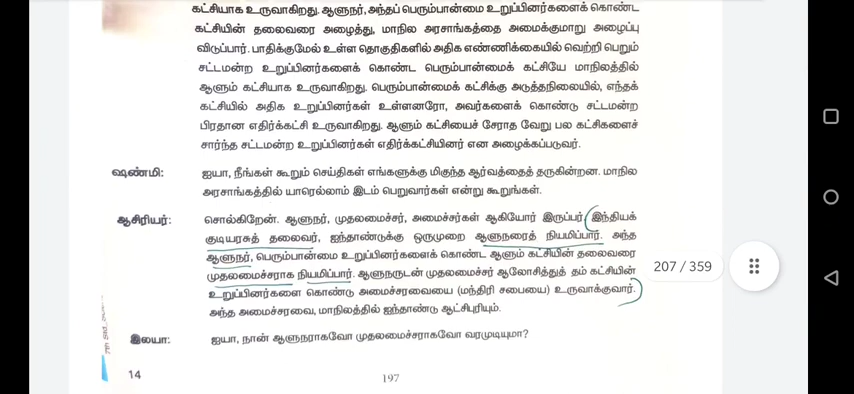 கட்சியாக உருவாகிறது. ஆளுநர், அந்தப் பெரும்பான்மை உறுப்பினர்களைக் கொண்ட
கட்சியின் தலைவரை அழைத்து, மாநில அரசாங்கத்தை அமைக்குமாறு அழைப்பு
விடுப்பார். பாதிக்குமேல் உள்ள தொகுதிகளில் அதிக எண்ணிக்கையில் வெற்றி பெறும்
சட்டமன்ற உறுப்பினர்களைக் கொண்ட பெரும்பான்மைக் கட்சியே மாநிலத்தில்
ஆளும் கட்சியாக உருவாகிறது. பெரும்பான்மைக் கட்சிக்கு அடுத்தநிலையில், எந்தக்
கட்சியில் அதிக உறுப்பினர்கள் உள்ளனரோ, அவர்களைக் கொண்டு சட்டமன்ற
பிரதான எதிர்க்கட்சி உருவாகிறது. ஆளும் கட்சியைச் சேராத வேறு பல கட்சிகளைச்
சார்ந்த சட்டமன்ற உறுப்பினர்கள் எதிர்க்கட்சியினர் என அழைக்கப்படுவர்.
ஷண்மி: ஐயா, நீங்கள் கூறும் செய்திகள் எங்களுக்கு மிகுந்த ஆர்வத்தைத் தருகின்றன. மாநில
அரசாங்கத்தில் யாரெல்லாம் இடம் பெறுவார்கள் என்று கூறுங்கள்.
ஆசிரியர்: சொல்கிறேன். ஆளுநர், முதலமைச்சர், அமைச்சர்கள் ஆகியோர் இருப்பர் இந்தியக்
குடியரசுத் தலைவர், ஐந்தாண்டுக்கு ஒருமுறை ஆளுநரைத் நியமிப்பார். அந்த
ஆளுநர், பெரும்பான்மை உறுப்பினர்களைக் கொண்ட ஆளும் கட்சியின் தலைவரை
முதலமைச்சராக நியமிப்பார். ஆளுநருடன் முதலமைச்சர் ஆலோசித்துத் தம் கட்சியின்
உறுப்பினர்களை கொண்டு அமைச்சரவையை (மந்திரி சபையை) உருவாக்குவார்.
அந்த அமைச்சரவை, மாநிலத்தில் ஐந்தாண்டு ஆட்சிபுரியும்.
இலயா: ஐயா, நான் ஆளுநராகவோ முதலமைச்சராகவோ வரமுடியுமா?
14
197
207 / 359